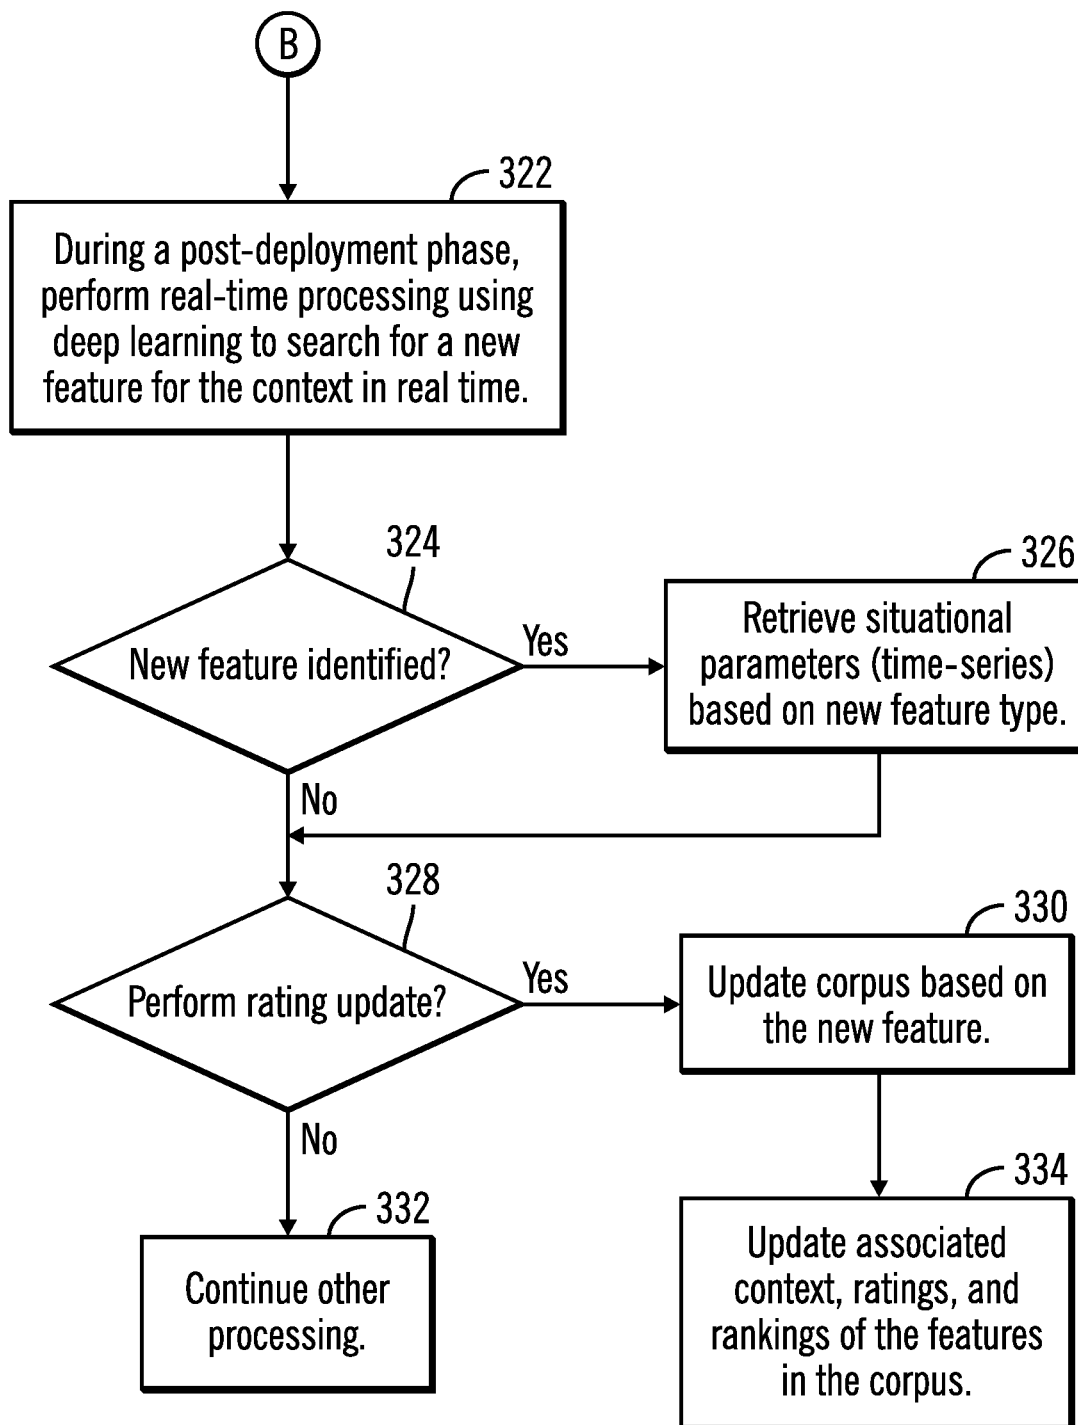 B
322
During a post-deployment phase,
perform real-time processing using
deep learning to search for a new
feature for the context in real time.
324
New feature identified?
Yes
326
Retrieve situational
parameters (time-series)
based on new feature type.
No
328
Perform rating update?
Yes
330
Update corpus based on
the new feature.
No
332
Continue other
processing.
334
Update associated
context, ratings, and
rankings of the features
in the corpus.